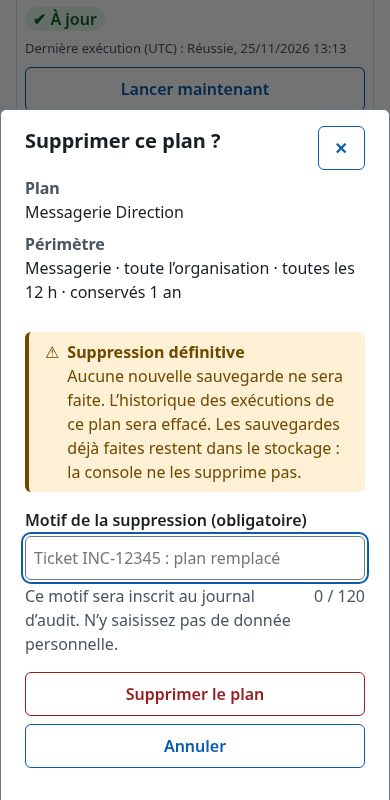 ✔ À jour
Dernière exécution (UTC) : Réussie, 25/11/2026 13:13
Lancer maintenant
Supprimer ce plan ?
✕
Plan
Messagerie Direction
Périmètre
Messagerie · toute l’organisation · toutes les
12 h · conservés 1 an
⚠ Suppression définitive
Aucune nouvelle sauvegarde ne sera
faite. L’historique des exécutions de
ce plan sera effacé. Les sauvegardes
déjà faites restent dans le stockage :
la console ne les supprime pas.
Motif de la suppression (obligatoire)
Ticket INC-12345 : plan remplacé
Ce motif sera inscrit au journal 0 / 120
d’audit. N’y saisissez pas de donnée
personnelle.
Supprimer le plan
Annuler